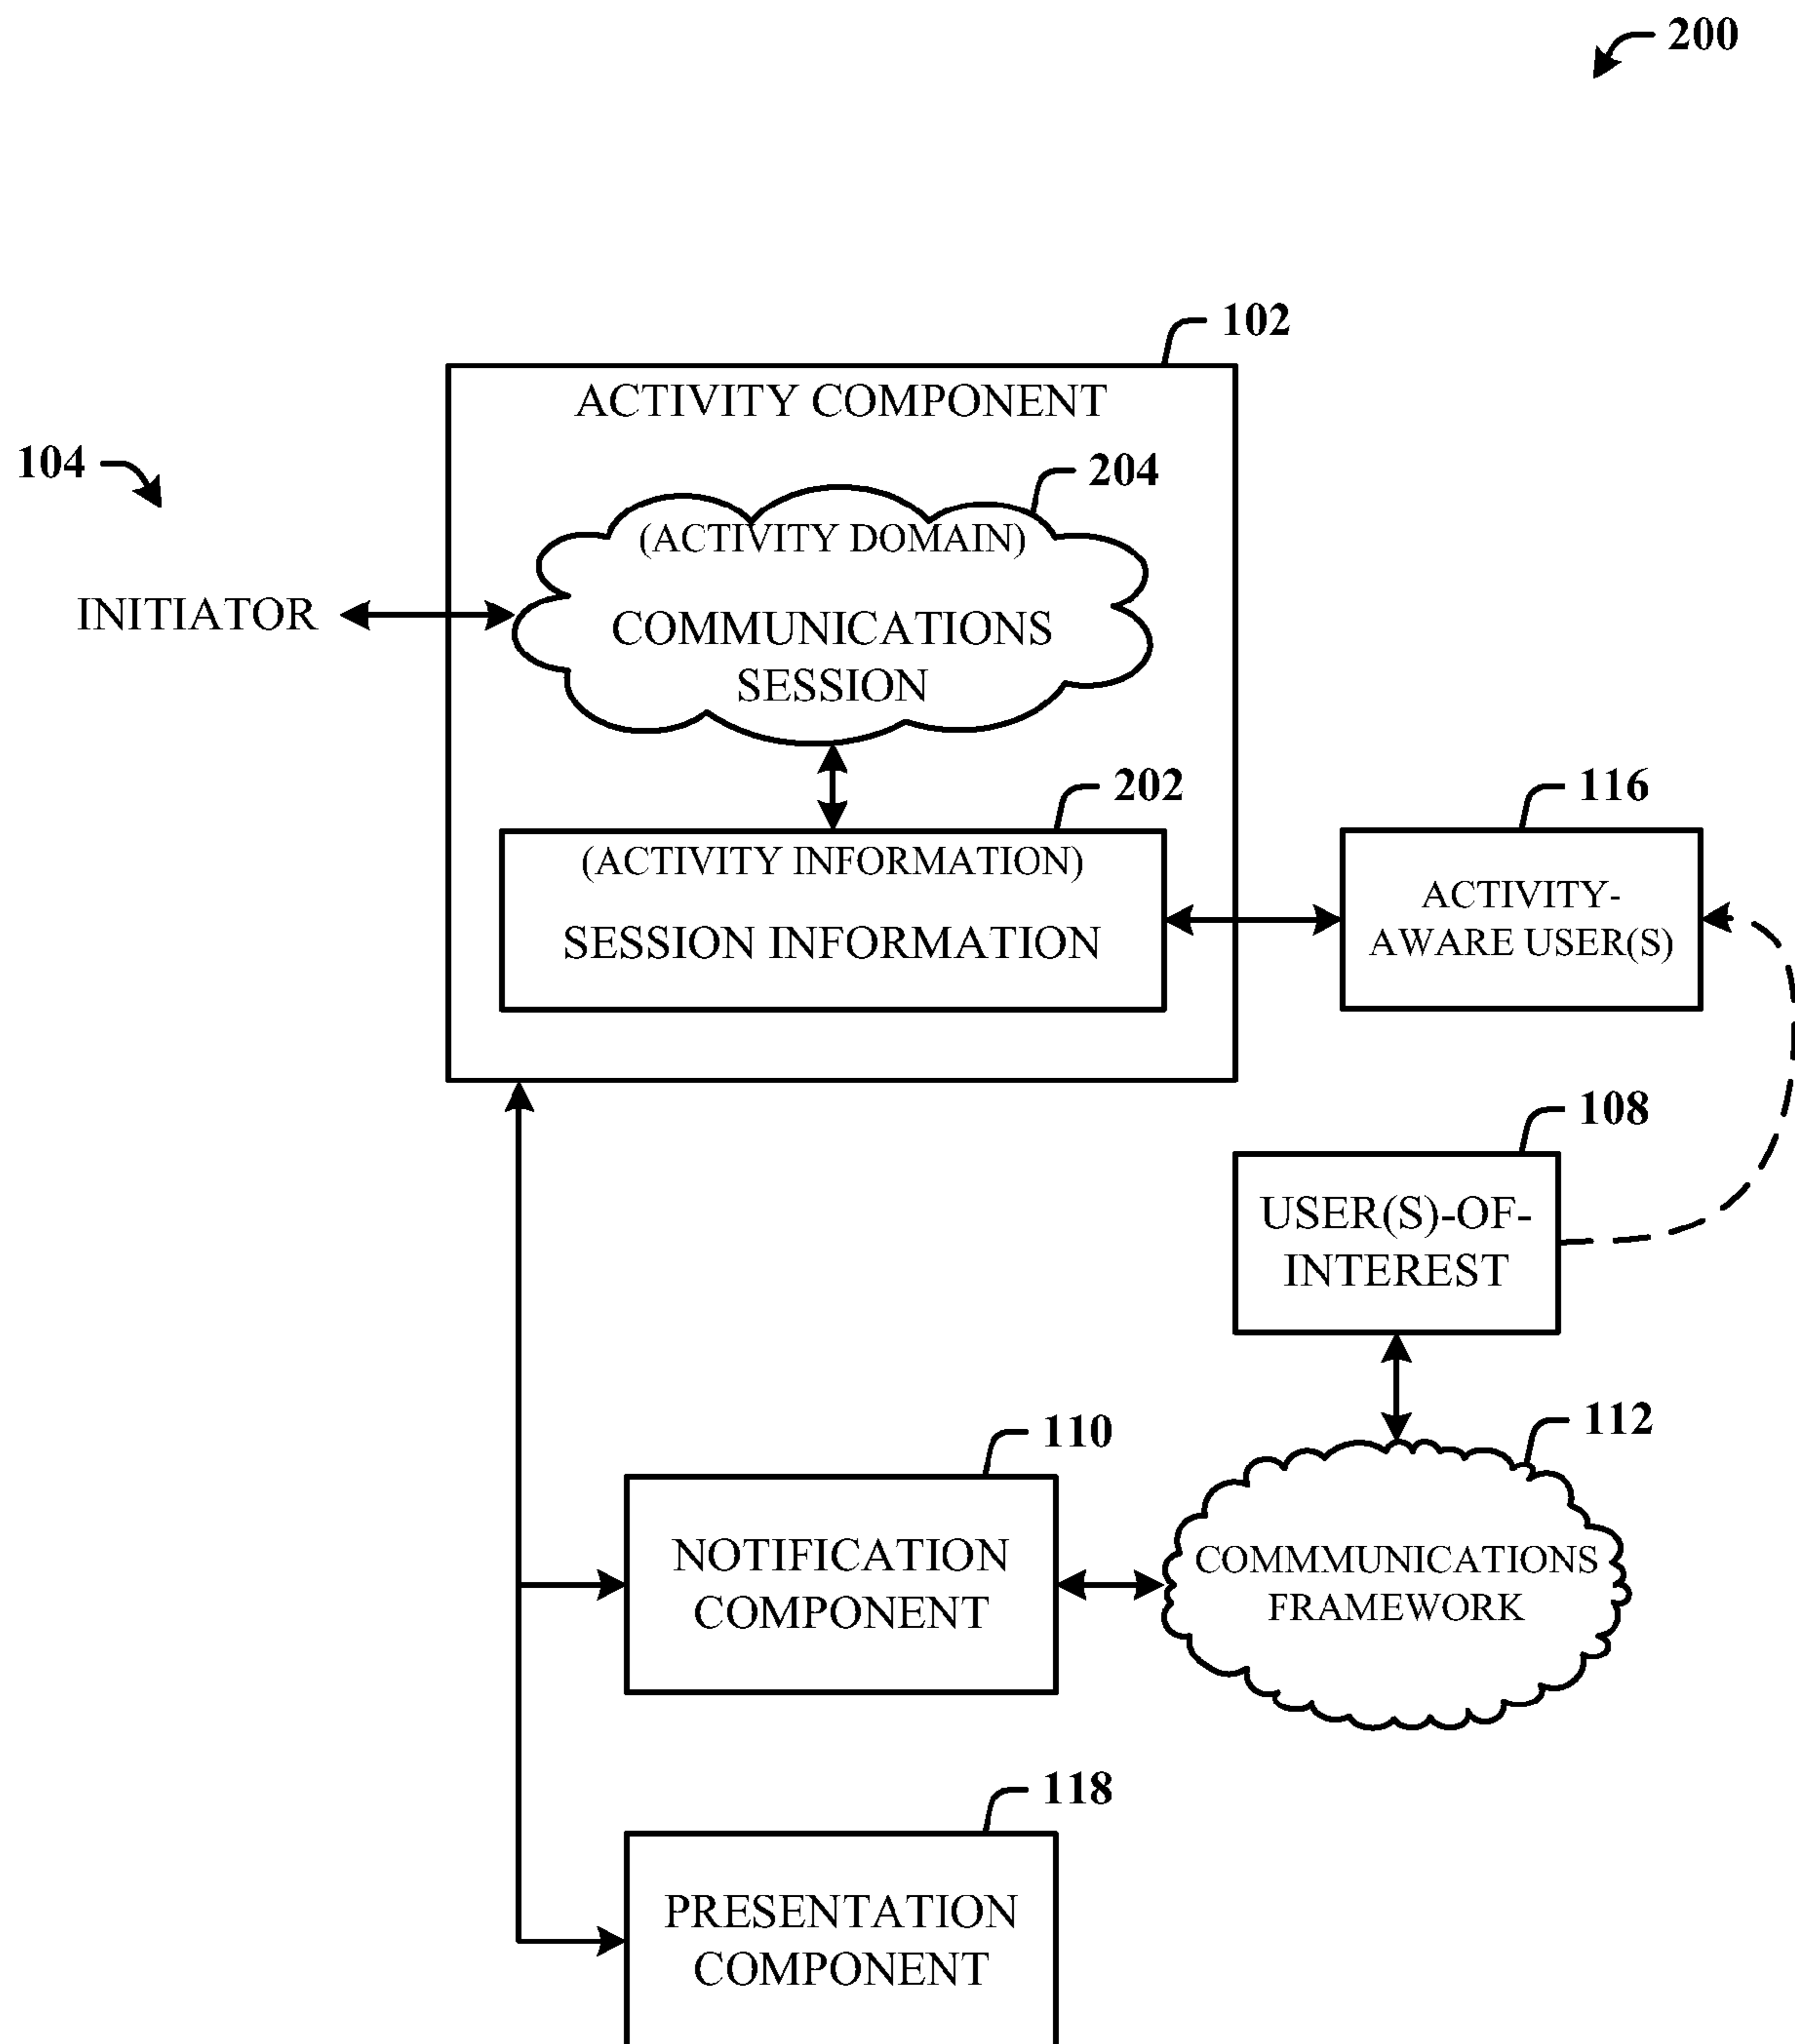 200
102
ACTIVITY COMPONENT
104
204
(ACTIVITY DOMAIN)
INITIATOR
COMMUNICATIONS
SESSION
202
116
(ACTIVITY INFORMATION)
SESSION INFORMATION
ACTIVITY-
AWARE USER(S)
108
USER(S)-OF-
INTEREST
110
112
NOTIFICATION
COMPONENT
COMMMUNICATIONS
FRAMEWORK
118
PRESENTATION
COMPONENT